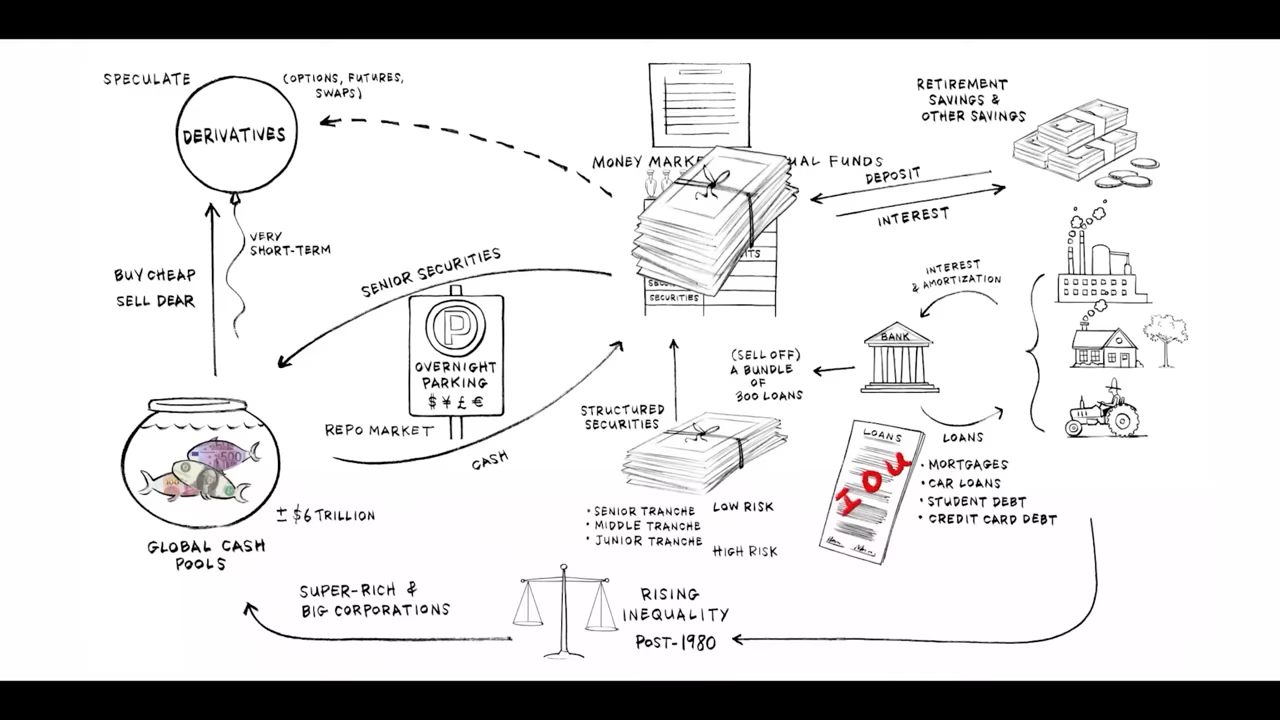 SPECULATE
(OPTIONS, FUTURES,
SWAPS)
DERIVATIVES
VERY
SHORT-TERM
BUY CHEAP
SELL DEAR
SENIOR SECURITIES
P
OVERNIGHT
PARKING
$ ¥ £ €
REPO MARKET
CASH
500
100
± $6 TRILLION
GLOBAL CASH
POOLS
SUPER-RICH &
BIG CORPORATIONS
MONEY FUNDS
SECURITIES
DEPOSIT
INTEREST
RETIREMENT
SAVINGS &
OTHER SAVINGS
INTEREST
& AMORTIZATION
BANK
(SELL OFF)
A BUNDLE
OF
300 LOANS
STRUCTURED
SECURITIES
• SENIOR TRANCHE
• MIDDLE TRANCHE
• JUNIOR TRANCHE
LOW RISK
HIGH RISK
LOANS
IOU
LOANS
• MORTGAGES
• CAR LOANS
• STUDENT DEBT
• CREDIT CARD DEBT
RISING
INEQUALITY
POST-1980